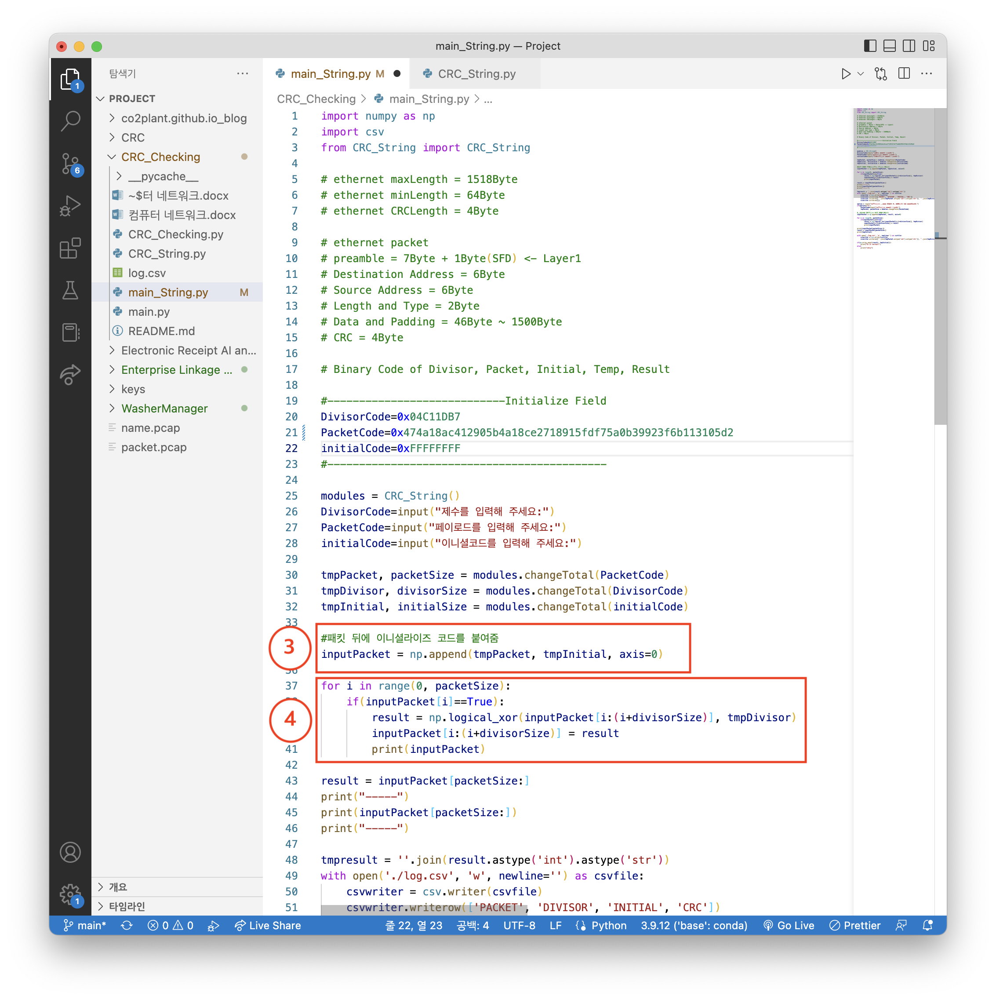 main_String.py — Project
탐색기
···
main_String.py M
CRC_String.py
···
1
6
1
PROJECT
co2plant.github.io_blog
CRC
CRC_Checking
__pycache__
~$터 네트워크.docx
컴퓨터 네트워크.docx
CRC_Checking.py
CRC_String.py
log.csv
main_String.py M
main.py
README.md
Electronic Receipt AI an...
Enterprise Linkage ...
keys
WasherManager
name.pcap
packet.pcap
개요
타임라인
CRC_Checking > main_String.py > ...
1 import numpy as np
2 import csv
3 from CRC_String import CRC_String
4
5 # ethernet maxLength = 1518Byte
6 # ethernet minLength = 64Byte
7 # ethernet CRCLength = 4Byte
8
9 # ethernet packet
10 # preamble = 7Byte + 1Byte(SFD) <- Layer1
11 # Destination Address = 6Byte
12 # Source Address = 6Byte
13 # Length and Type = 2Byte
14 # Data and Padding = 46Byte ~ 1500Byte
15 # CRC = 4Byte
16
17 # Binary Code of Divisor, Packet, Initial, Temp, Result
18
19 #----------------------------Initialize Field
20 DivisorCode=0x04C11DB7
21 PacketCode=0x474a18ac412905b4a18ce2718915fdf75a0b39923f6b113105d2
22 initialCode=0xFFFFFFFF
23 #--------------------------------------------
24
25 modules = CRC_String()
26 DivisorCode=input("제수를 입력해 주세요:")
27 PacketCode=input("페이로드를 입력해 주세요:")
28 initialCode=input("이니셜코드를 입력해 주세요:")
29
30 tmpPacket, packetSize = modules.changeTotal(PacketCode)
31 tmpDivisor, divisorSize = modules.changeTotal(DivisorCode)
32 tmpInitial, initialSize = modules.changeTotal(initialCode)
33
#패킷 뒤에 이니셜라이즈 코드를 붙여줌
3 inputPacket = np.append(tmpPacket, tmpInitial, axis=0)
36
37 for i in range(0, packetSize):
if(inputPacket[i]==True):
4 result = np.logical_xor(inputPacket[i:(i+divisorSize)], tmpDivisor)
inputPacket[i:(i+divisorSize)] = result
41 print(inputPacket)
42
43 result = inputPacket[packetSize:]
44 print("-----")
45 print(inputPacket[packetSize:])
46 print("-----")
47
48 tmpresult = ''.join(result.astype('int').astype('str'))
49 with open('./log.csv', 'w', newline='') as csvfile:
50 csvwriter = csv.writer(csvfile)
51 csvwriter.writerow(['PACKET', 'DIVISOR', 'INITIAL', 'CRC'])
main* 0 0 Live Share 줄 22, 열 23 공백: 4 UTF-8 LF Python 3.9.12 ('base': conda) Go Live Prettier